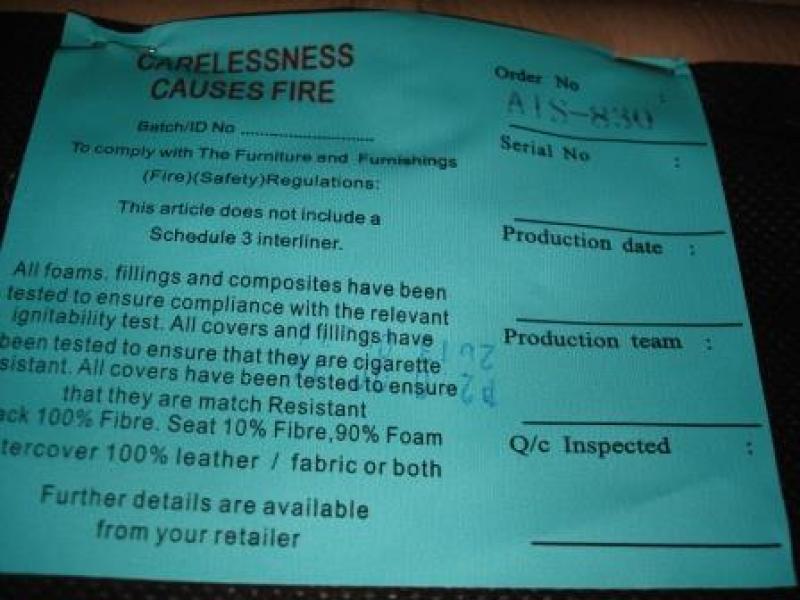 CARELESSNESS
CAUSES FIRE
Batch/ID No ..............................
To comply with The Furniture and Furnishings
(Fire)(Safety)Regulations:
This article does not include a
Schedule 3 interliner.
All foams. fillings and composites have been
tested to ensure compliance with the relevant
ignitability test. All covers and fillings have
been tested to ensure that they are cigarette
sistant. All covers have been tested to ensure
that they are match Resistant
ack 100% Fibre. Seat 10% Fibre,90% Foam
tercover 100% leather / fabric or both
Further details are available
from your retailer
Order No :
AIS-830
Serial No :
Production date :
Production team :
Q/c Inspected :